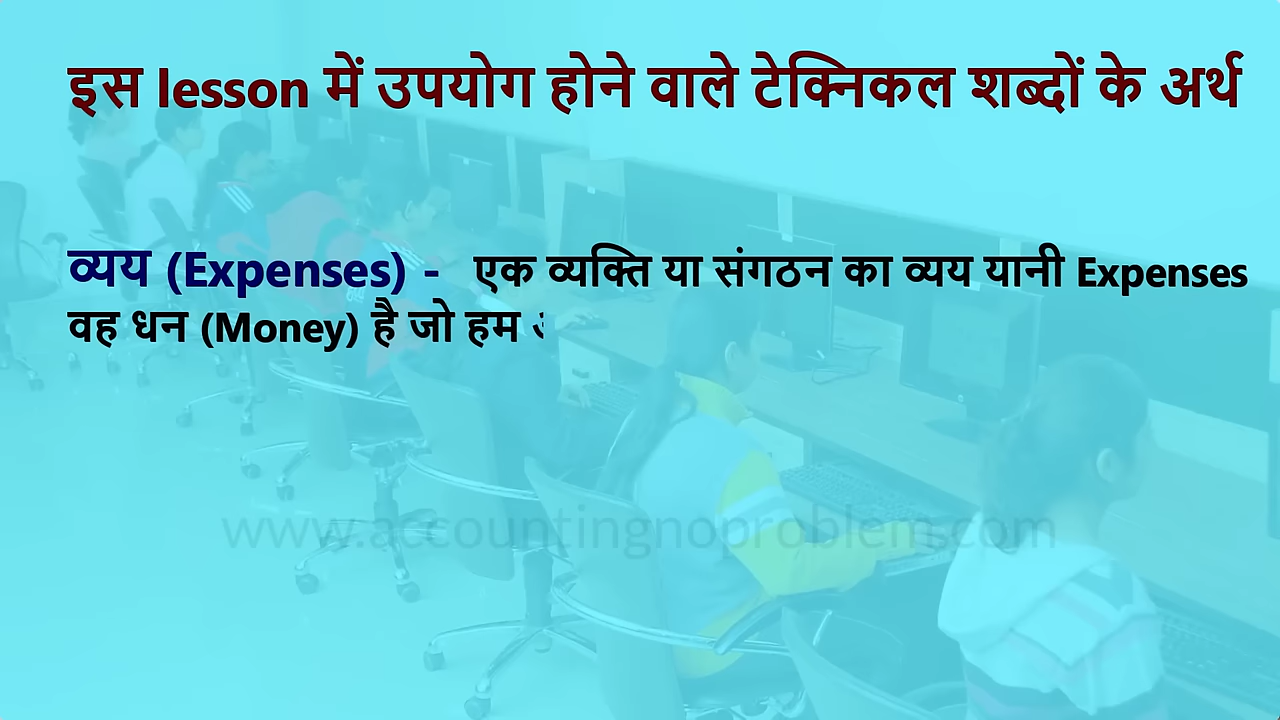 इस lesson में उपयोग होने वाले टेक्निकल शब्दों के अर्थ
व्यय (Expenses) - एक व्यक्ति या संगठन का व्यय यानी Expenses
वह धन (Money) है जो हम
www.accountingnoproblem.com